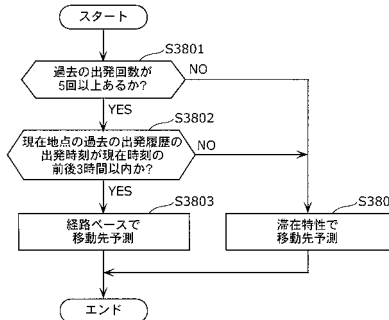 スタート
S3801
過去の出発回数が
5回以上あるか?
NO
YES
S3802
現在地点の過去の出発履歴の
出発時刻が現在時刻の
前後3時間以内か?
NO
YES
S3803
経路ベースで
移動先予測
滞在特性で
移動先予測
エンド